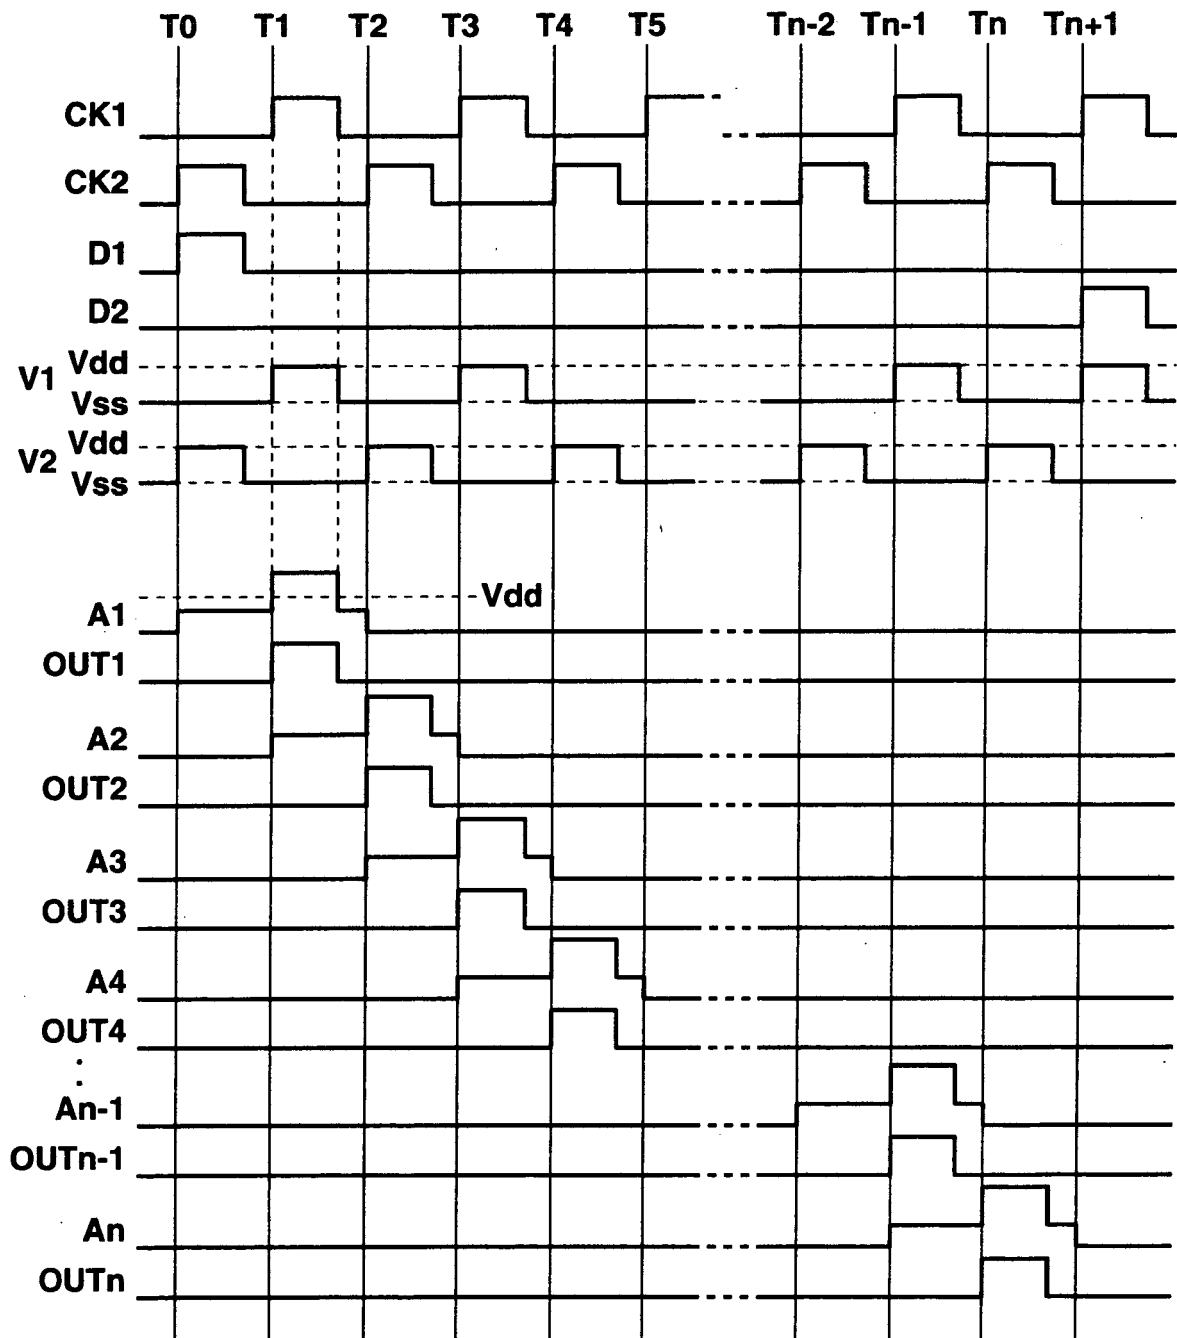 T0 T1 T2 T3 T4 T5 Tn-2 Tn-1 Tn Tn+1
CK1
CK2
D1
D2
V1 Vdd
Vss
V2 Vdd
Vss
Vdd
A1
OUT1
A2
OUT2
A3
OUT3
A4
OUT4
:
An-1
OUTn-1
An
OUTn